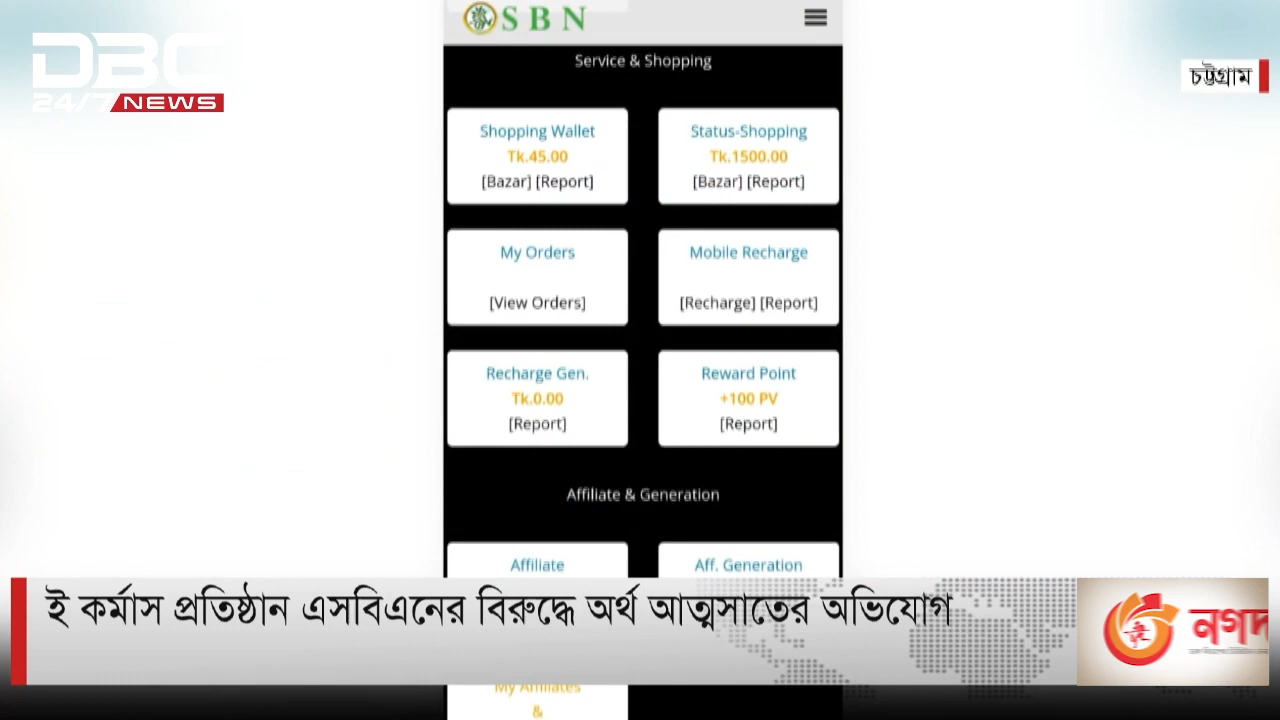 SBN
DBC
24/7 NEWS
চট্টগ্রাম
Service & Shopping
Shopping Wallet
Tk.45.00
[Bazar] [Report]
Status-Shopping
Tk.1500.00
[Bazar] [Report]
My Orders
[View Orders]
Mobile Recharge
[Recharge] [Report]
Recharge Gen.
Tk.0.00
[Report]
Reward Point
+100 PV
[Report]
Affiliate & Generation
Affiliate
Aff. Generation
ই কর্মাস প্রতিষ্ঠান এসবিএনের বিরুদ্ধে অর্থ আত্মসাতের অভিযোগ
নগদ
My Affiliates
&